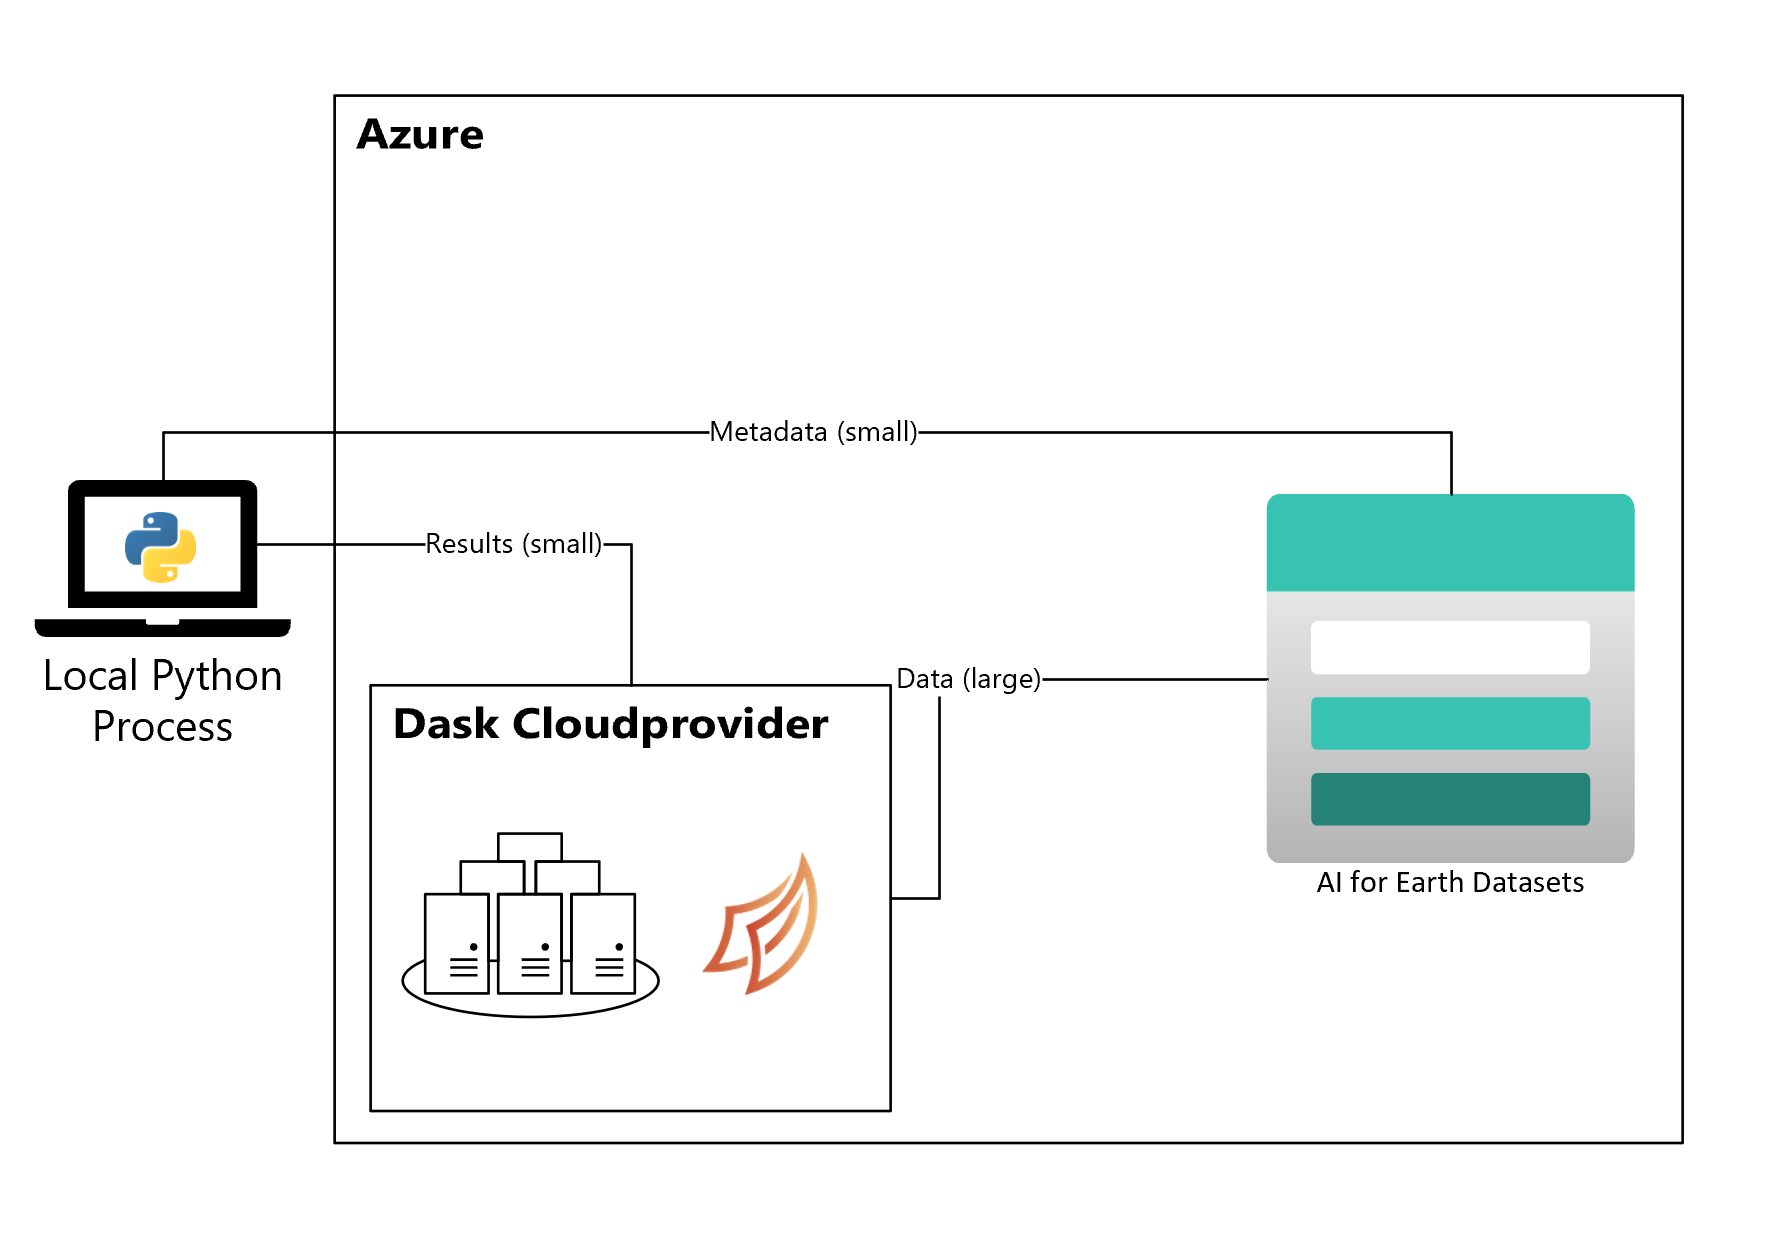 Azure
Metadata (small)
Results (small)
Local Python
Process
Data (large)
Dask Cloudprovider
AI for Earth Datasets